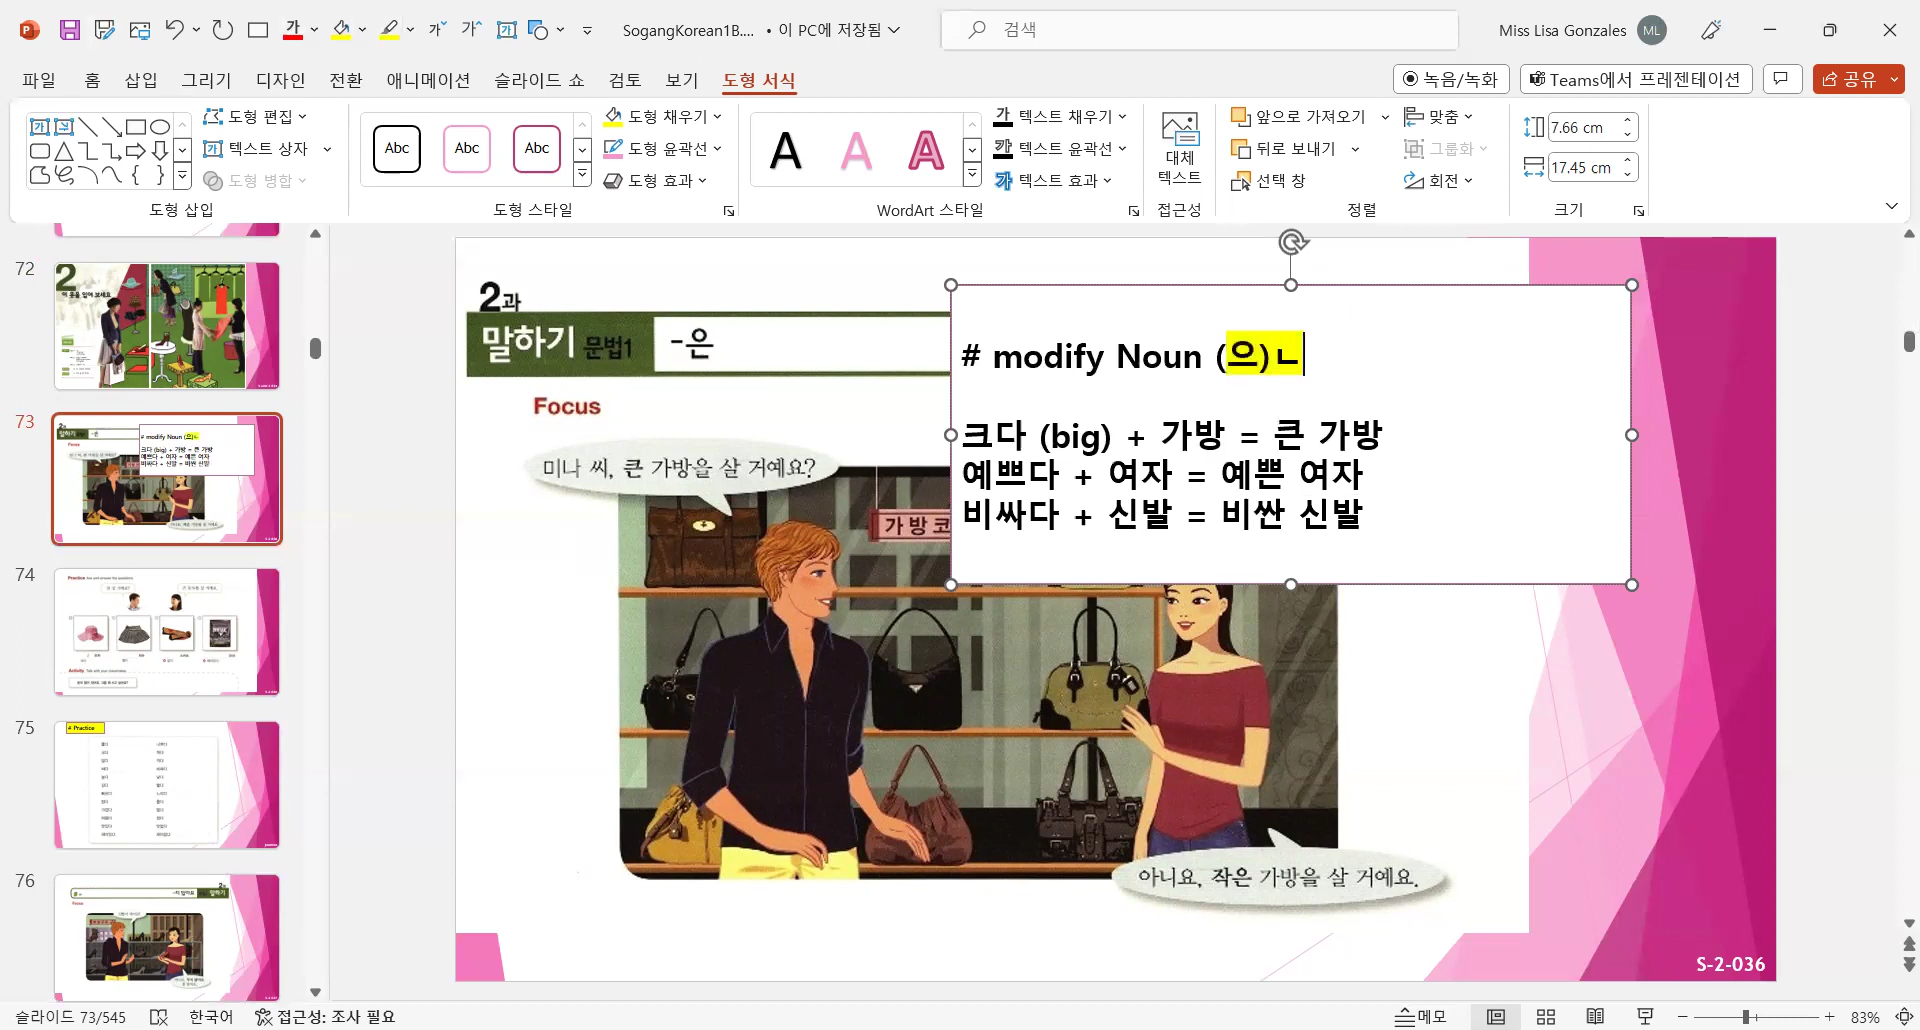 SogangKorean1B.... • 이 PC에 저장됨
검색
Miss Lisa Gonzales ML
파일 홈 삽입 그리기 디자인 전환 애니메이션 슬라이드 쇼 검토 보기 도형 서식
녹음/녹화 Teams에서 프레젠테이션 공유
도형 편집
텍스트 상자
도형 병합
도형 삽입
Abc Abc Abc
도형 채우기
도형 윤곽선
도형 효과
도형 스타일
A A A
텍스트 채우기
텍스트 윤곽선
텍스트 효과
WordArt 스타일
대체
텍스트
접근성
앞으로 가져오기
뒤로 보내기
선택 창
맞춤
그룹화
회전
정렬
7.66 cm
17.45 cm
크기
72
73
74
75
# Practice
76
2과
말하기 문법1 -은
Focus
# modify Noun (으)ㄴ
크다 (big) + 가방 = 큰 가방
예쁘다 + 여자 = 예쁜 여자
비싸다 + 신발 = 비싼 신발
미나 씨, 큰 가방을 살 거예요?
가방코
아니요, 작은 가방을 살 거예요.
S-2-036
슬라이드 73/545 한국어 접근성: 조사 필요
메모 83%